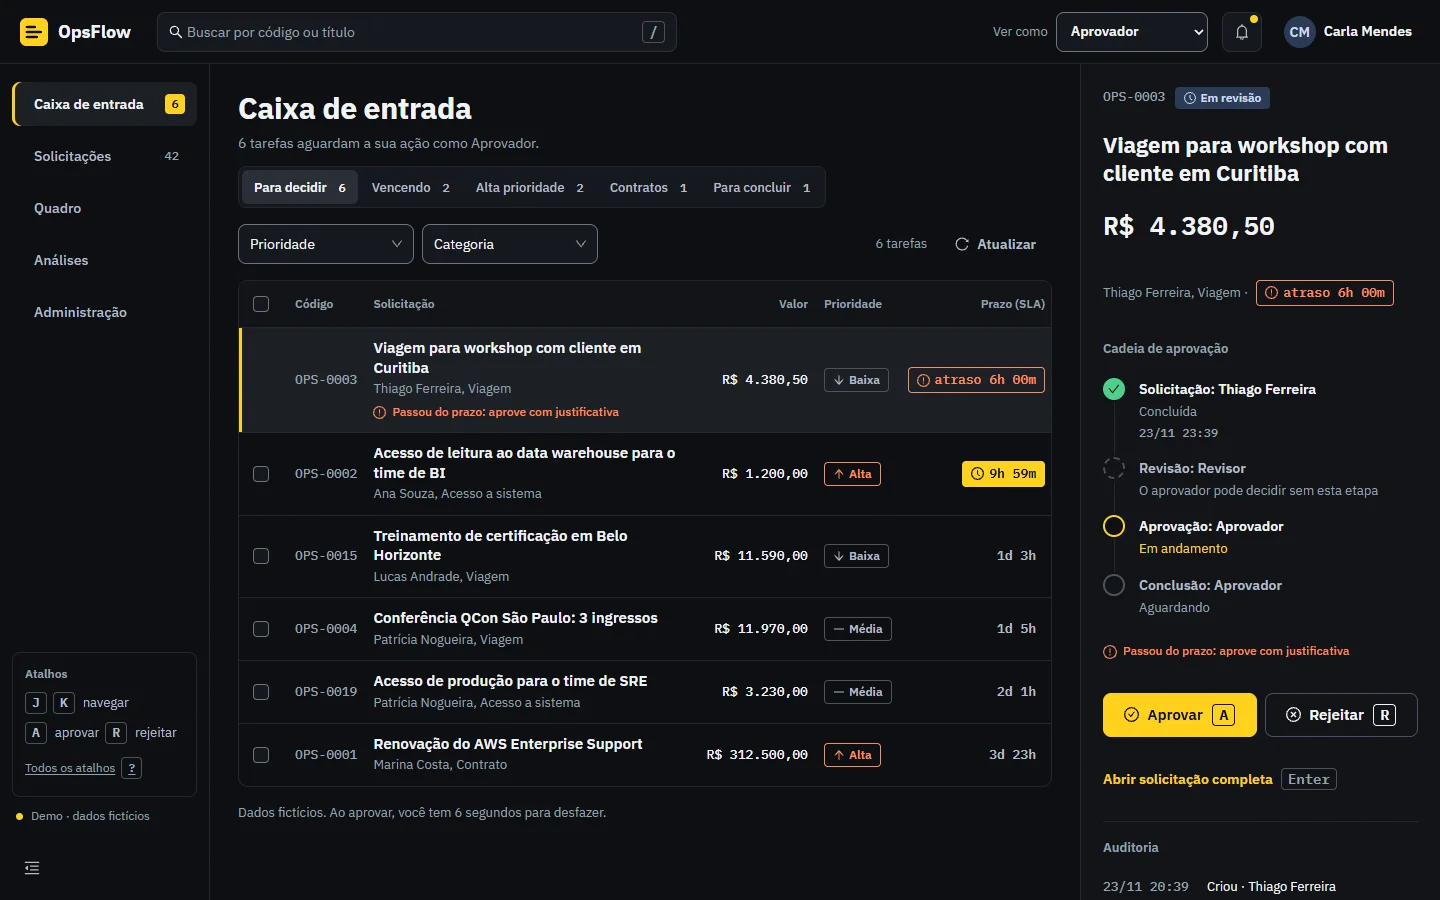 OpsFlow
Buscar por código ou título
/
Ver como
Aprovador
CM
Carla Mendes
Caixa de entrada 6
Solicitações 42
Quadro
Análises
Administração
Atalhos
J K navegar
A aprovar R rejeitar
Todos os atalhos ?
Demo · dados fictícios
Caixa de entrada
6 tarefas aguardam a sua ação como Aprovador.
Para decidir 6 Vencendo 2 Alta prioridade 2 Contratos 1 Para concluir 1
Prioridade Categoria 6 tarefas Atualizar
Código Solicitação Valor Prioridade Prazo (SLA)
Viagem para workshop com cliente em
Curitiba
OPS-0003 R$ 4.380,50 Baixa atraso 6h 00m
Thiago Ferreira, Viagem
Passou do prazo: aprove com justificativa
Acesso de leitura ao data warehouse para o
time de BI
OPS-0002 R$ 1.200,00 Alta 9h 59m
Ana Souza, Acesso a sistema
Treinamento de certificação em Belo
Horizonte
OPS-0015 R$ 11.590,00 Baixa 1d 3h
Lucas Andrade, Viagem
Conferência QCon São Paulo: 3 ingressos
OPS-0004 R$ 11.970,00 Média 1d 5h
Patrícia Nogueira, Viagem
Acesso de produção para o time de SRE
OPS-0019 R$ 3.230,00 Média 2d 1h
Patrícia Nogueira, Acesso a sistema
Renovação do AWS Enterprise Support
OPS-0001 R$ 312.500,00 Alta 3d 23h
Marina Costa, Contrato
Dados fictícios. Ao aprovar, você tem 6 segundos para desfazer.
OPS-0003 Em revisão
Viagem para workshop com
cliente em Curitiba
R$ 4.380,50
Thiago Ferreira, Viagem · atraso 6h 00m
Cadeia de aprovação
Solicitação: Thiago Ferreira
Concluída
23/11 23:39
Revisão: Revisor
O aprovador pode decidir sem esta etapa
Aprovação: Aprovador
Em andamento
Conclusão: Aprovador
Aguardando
Passou do prazo: aprove com justificativa
Aprovar A Rejeitar R
Abrir solicitação completa Enter
Auditoria
23/11 20:39 Criou · Thiago Ferreira